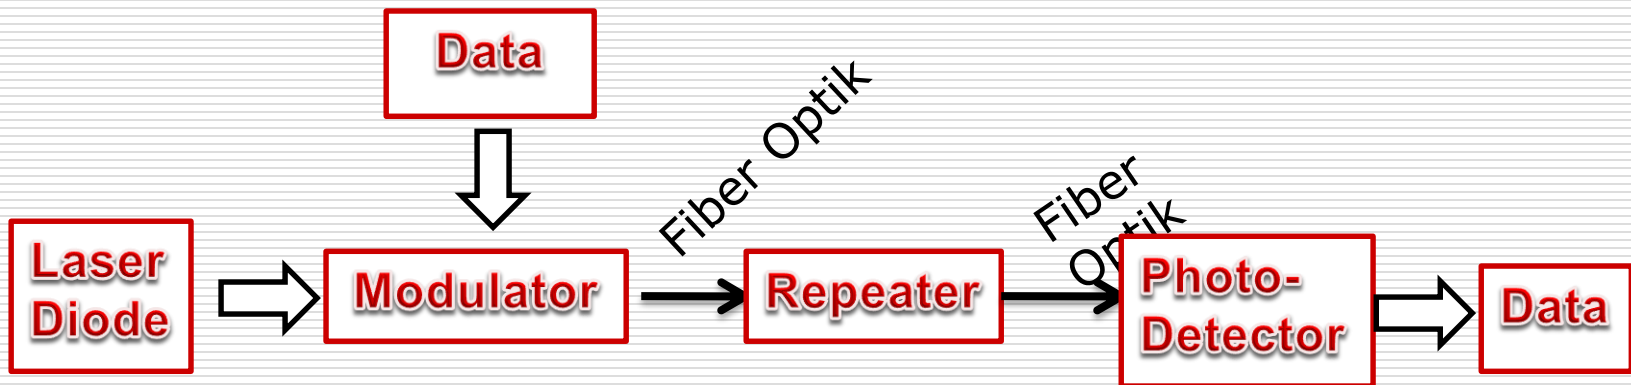 Data
Fiber Optik
Fiber
Optik
Laser
Diode
Modulator
Repeater
Photo-
Detector
Data